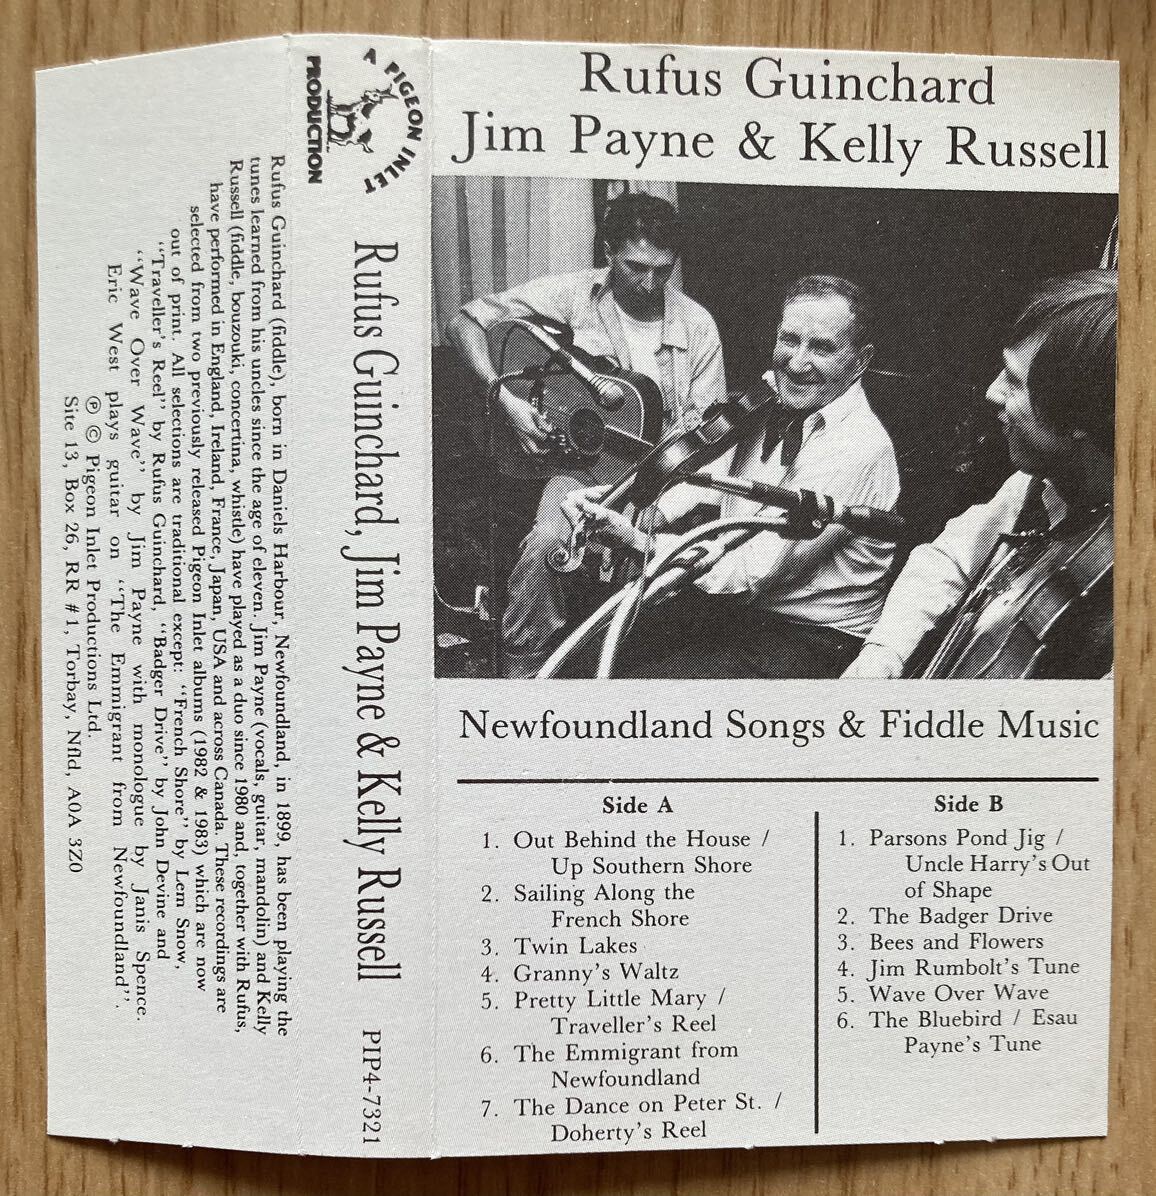 Rufus Guinchard
Jim Payne & Kelly Russell
Newfoundland Songs & Fiddle Music
Side A
1. Out Behind the House /
Up Southern Shore
2. Sailing Along the
French Shore
3. Twin Lakes
4. Granny's Waltz
5. Pretty Little Mary /
Traveller's Reel
6. The Emmigrant from
Newfoundland
7. The Dance on Peter St. /
Doherty's Reel
Side B
1. Parsons Pond Jig /
Uncle Harry's Out
of Shape
2. The Badger Drive
3. Bees and Flowers
4. Jim Rumbolt's Tune
5. Wave Over Wave
6. The Bluebird / Esau
Payne's Tune
A PIGEON INLET
PRODUCTION
Rufus Guinchard, Jim Payne & Kelly Russell PIP4-7321
Rufus Guinchard (fiddle), born in Daniels Harbour, Newfoundland, in 1899, has been playing the
tunes learned from his uncles since the age of eleven. Jim Payne (vocals, guitar, mandolin) and Kelly
Russell (fiddle, bouzouki, concertina, whistle) have played as a duo since 1980 and, together with Rufus,
have performed in England, Ireland, France, Japan, USA and across Canada. These recordings are
selected from two previously released Pigeon Inlet albums (1982 & 1983) which are now
out of print. All selections are traditional except: "French Shore" by Lem Snow,
"Traveller's Reel" by Rufus Guinchard, "Badger Drive" by John Devine and
"Wave Over Wave" by Jim Payne with monologue by Janis Spence.
Eric West plays guitar on "The Emmigrant from Newfoundland".
℗ © Pigeon Inlet Productions Ltd.
Site 13, Box 26, RR #1, Torbay, Nfld, A0A 3Z0